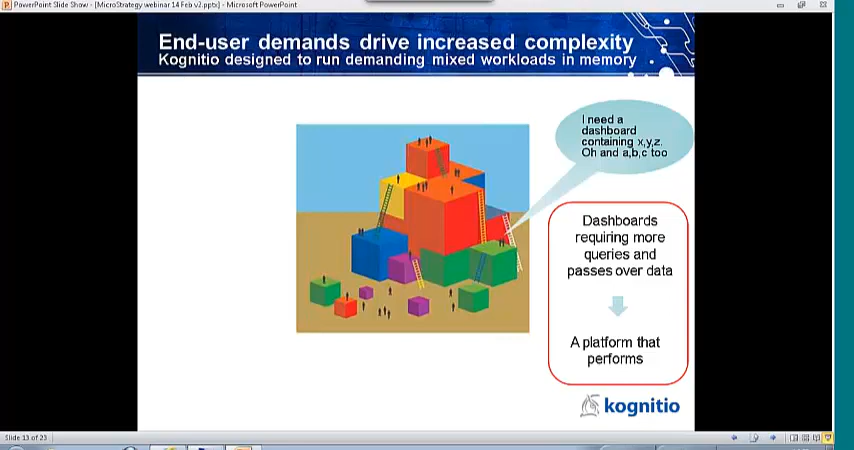 PowerPoint Slide Show - [MicroStrategy webinar 14 Feb v2.pptx] - Microsoft PowerPoint
End-user demands drive increased complexity
Kognitio designed to run demanding mixed workloads in memory
I need a
dashboard
containing x,y,z.
Oh and a,b,c too
Dashboards
requiring more
queries and
passes over data
A platform that
performs
kognitio
Slide 13 of 23